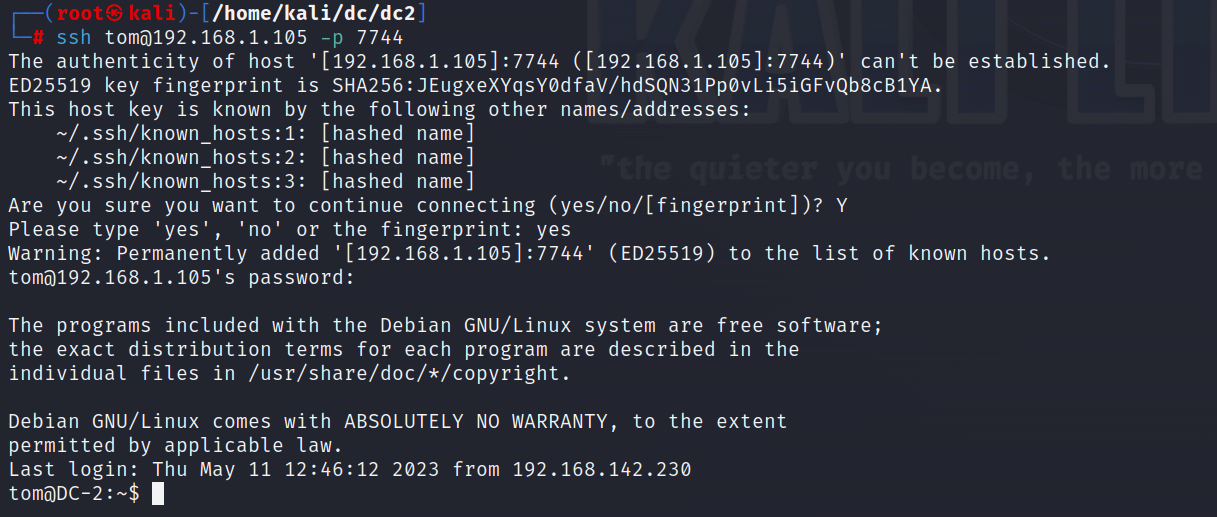 ┌──(root㉿kali)-[/home/kali/dc/dc2]
└─# ssh tom@192.168.1.105 -p 7744
The authenticity of host '[192.168.1.105]:7744 ([192.168.1.105]:7744)' can't be established.
ED25519 key fingerprint is SHA256:JEugxeXYqsY0dfaV/hdSQN31Pp0vLi5iGFvQb8cB1YA.
This host key is known by the following other names/addresses:
    ~/.ssh/known_hosts:1: [hashed name]
    ~/.ssh/known_hosts:2: [hashed name]
    ~/.ssh/known_hosts:3: [hashed name]
Are you sure you want to continue connecting (yes/no/[fingerprint])? Y
Please type 'yes', 'no' or the fingerprint: yes
Warning: Permanently added '[192.168.1.105]:7744' (ED25519) to the list of known hosts.
tom@192.168.1.105's password:

The programs included with the Debian GNU/Linux system are free software;
the exact distribution terms for each program are described in the
individual files in /usr/share/doc/*/copyright.

Debian GNU/Linux comes with ABSOLUTELY NO WARRANTY, to the extent
permitted by applicable law.
Last login: Thu May 11 12:46:12 2023 from 192.168.142.230
tom@DC-2:~$
KALI LI
"the quieter you become, the more